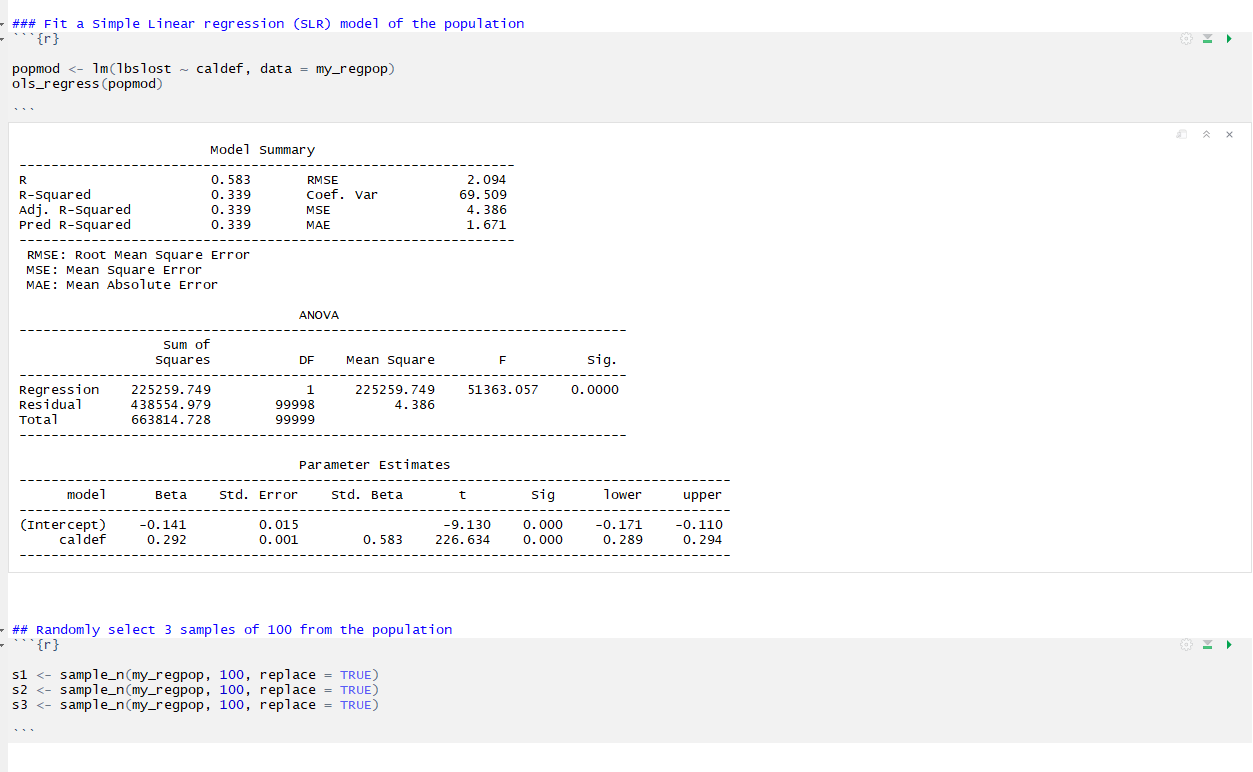 ### Fit a Simple Linear regression (SLR) model of the population
```{r}
popmod <- lm(lbslost ~ caldef, data = my_regpop)
ols_regress(popmod)
```
Model Summary
-----------------------------------------------------------------
R 0.583 RMSE 2.094
R-Squared 0.339 Coef. Var 69.509
Adj. R-Squared 0.339 MSE 4.386
Pred R-Squared 0.339 MAE 1.671
-----------------------------------------------------------------
RMSE: Root Mean Square Error
MSE: Mean Square Error
MAE: Mean Absolute Error
ANOVA
-------------------------------------------------------------------------------
Sum of
Squares DF Mean Square F Sig.
-------------------------------------------------------------------------------
Regression 225259.749 1 225259.749 51363.057 0.0000
Residual 438554.979 99998 4.386
Total 663814.728 99999
-------------------------------------------------------------------------------
Parameter Estimates
-----------------------------------------------------------------------------------------
model Beta Std. Error Std. Beta t Sig lower upper
-----------------------------------------------------------------------------------------
(Intercept) -0.141 0.015 -9.130 0.000 -0.171 -0.110
caldef 0.292 0.001 0.583 226.634 0.000 0.289 0.294
-----------------------------------------------------------------------------------------
## Randomly select 3 samples of 100 from the population
```{r}
s1 <- sample_n(my_regpop, 100, replace = TRUE)
s2 <- sample_n(my_regpop, 100, replace = TRUE)
s3 <- sample_n(my_regpop, 100, replace = TRUE)
```